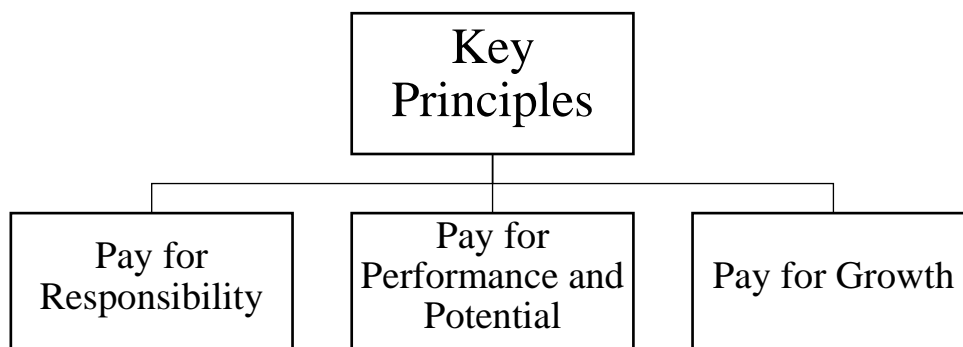 Key
Principles
Pay for
Responsibility
Pay for
Performance and
Potential
Pay for Growth